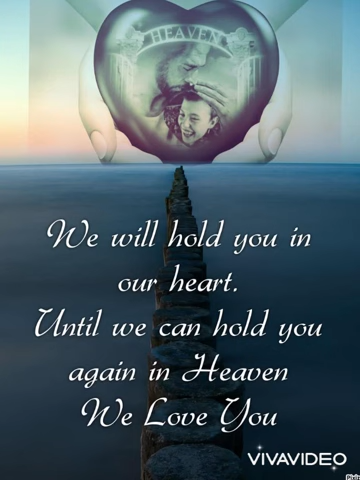 HEAVEN
We will hold you in
our heart.
Until we can hold you
again in Heaven
We Love You
VIVAVIDEO